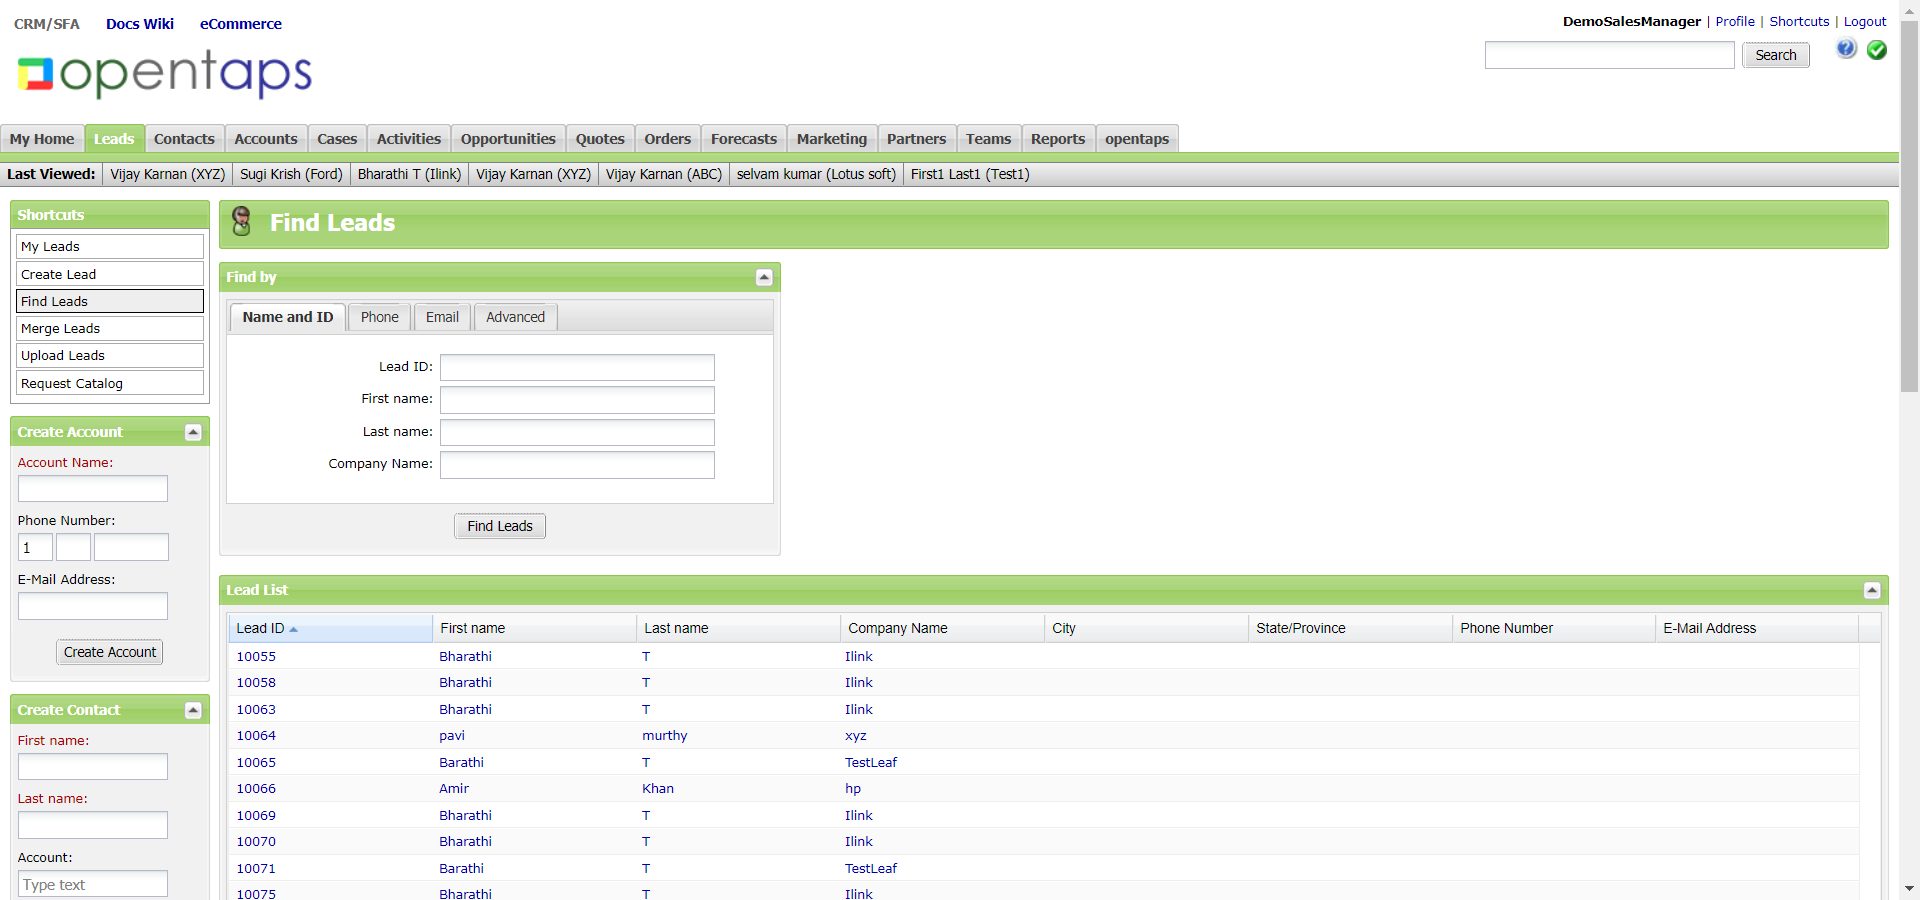 CRM/SFA Docs Wiki eCommerce
DemoSalesManager | Profile | Shortcuts | Logout
opentaps
Search
My Home Leads Contacts Accounts Cases Activities Opportunities Quotes Orders Forecasts Marketing Partners Teams Reports opentaps
Last Viewed: Vijay Karnan (XYZ) Sugi Krish (Ford) Bharathi T (Ilink) Vijay Karnan (XYZ) Vijay Karnan (ABC) selvam kumar (Lotus soft) First1 Last1 (Test1)
Shortcuts
My Leads
Create Lead
Find Leads
Merge Leads
Upload Leads
Request Catalog
Create Account
Account Name:
Phone Number:
1
E-Mail Address:
Create Account
Create Contact
First name:
Last name:
Account:
Type text
Find Leads
Find by
Name and ID Phone Email Advanced
Lead ID:
First name:
Last name:
Company Name:
Find Leads
Lead List
Lead ID First name Last name Company Name City State/Province Phone Number E-Mail Address
10055 Bharathi T Ilink
10058 Bharathi T Ilink
10063 Bharathi T Ilink
10064 pavi murthy xyz
10065 Barathi T TestLeaf
10066 Amir Khan hp
10069 Bharathi T Ilink
10070 Bharathi T Ilink
10071 Barathi T TestLeaf
10075 Bharathi T Ilink